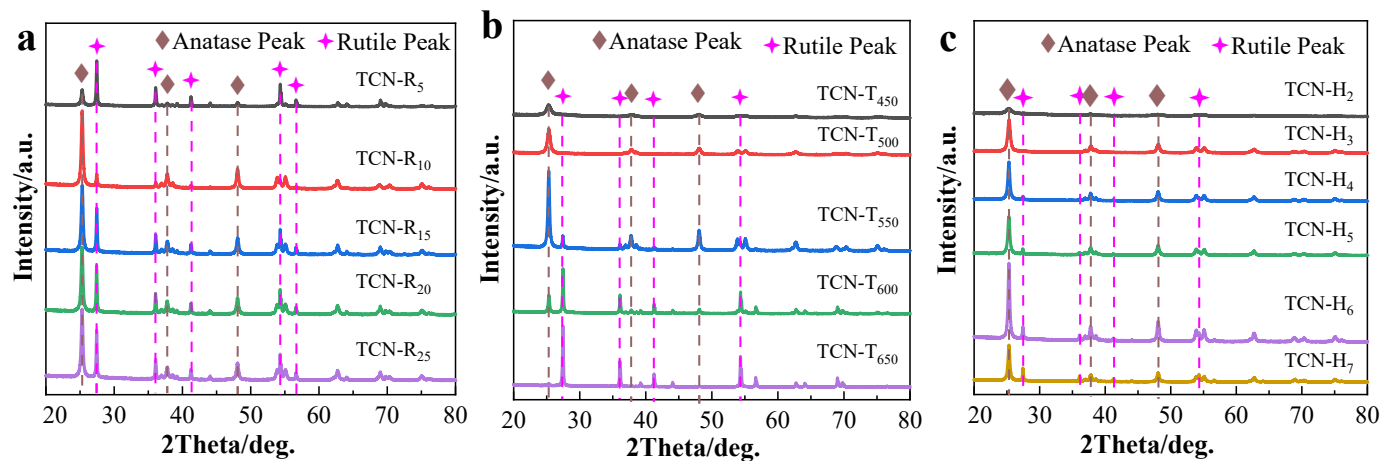 a
Anatase Peak Rutile Peak
TCN-R5
TCN-R10
TCN-R15
TCN-R20
TCN-R25
Intensity/a.u.
20 30 40 50 60 70 80
2Theta/deg.
b
Anatase Peak Rutile Peak
TCN-T450
TCN-T500
TCN-T550
TCN-T600
TCN-T650
Intensity/a.u.
20 30 40 50 60 70 80
2Theta/deg.
c
Anatase Peak Rutile Peak
TCN-H2
TCN-H3
TCN-H4
TCN-H5
TCN-H6
TCN-H7
Intensity/a.u.
20 30 40 50 60 70 80
2Theta/deg.